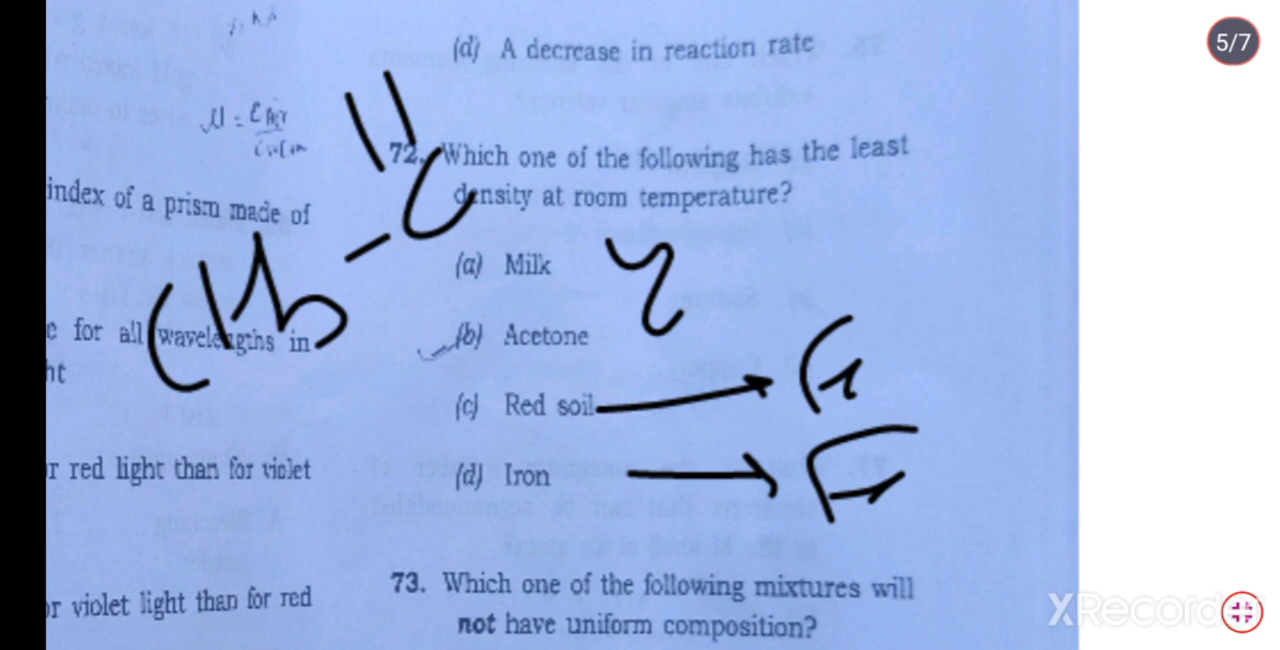 5/7
(d) A decrease in reaction rate
index of a prism made of
e for all wavelengths in
ht
r red light than for violet
or violet light than for red
72. Which one of the following has the least
density at room temperature?
(a) Milk
(b) Acetone
(c) Red soil
(d) Iron
73. Which one of the following mixtures will
not have uniform composition?
XRecorder